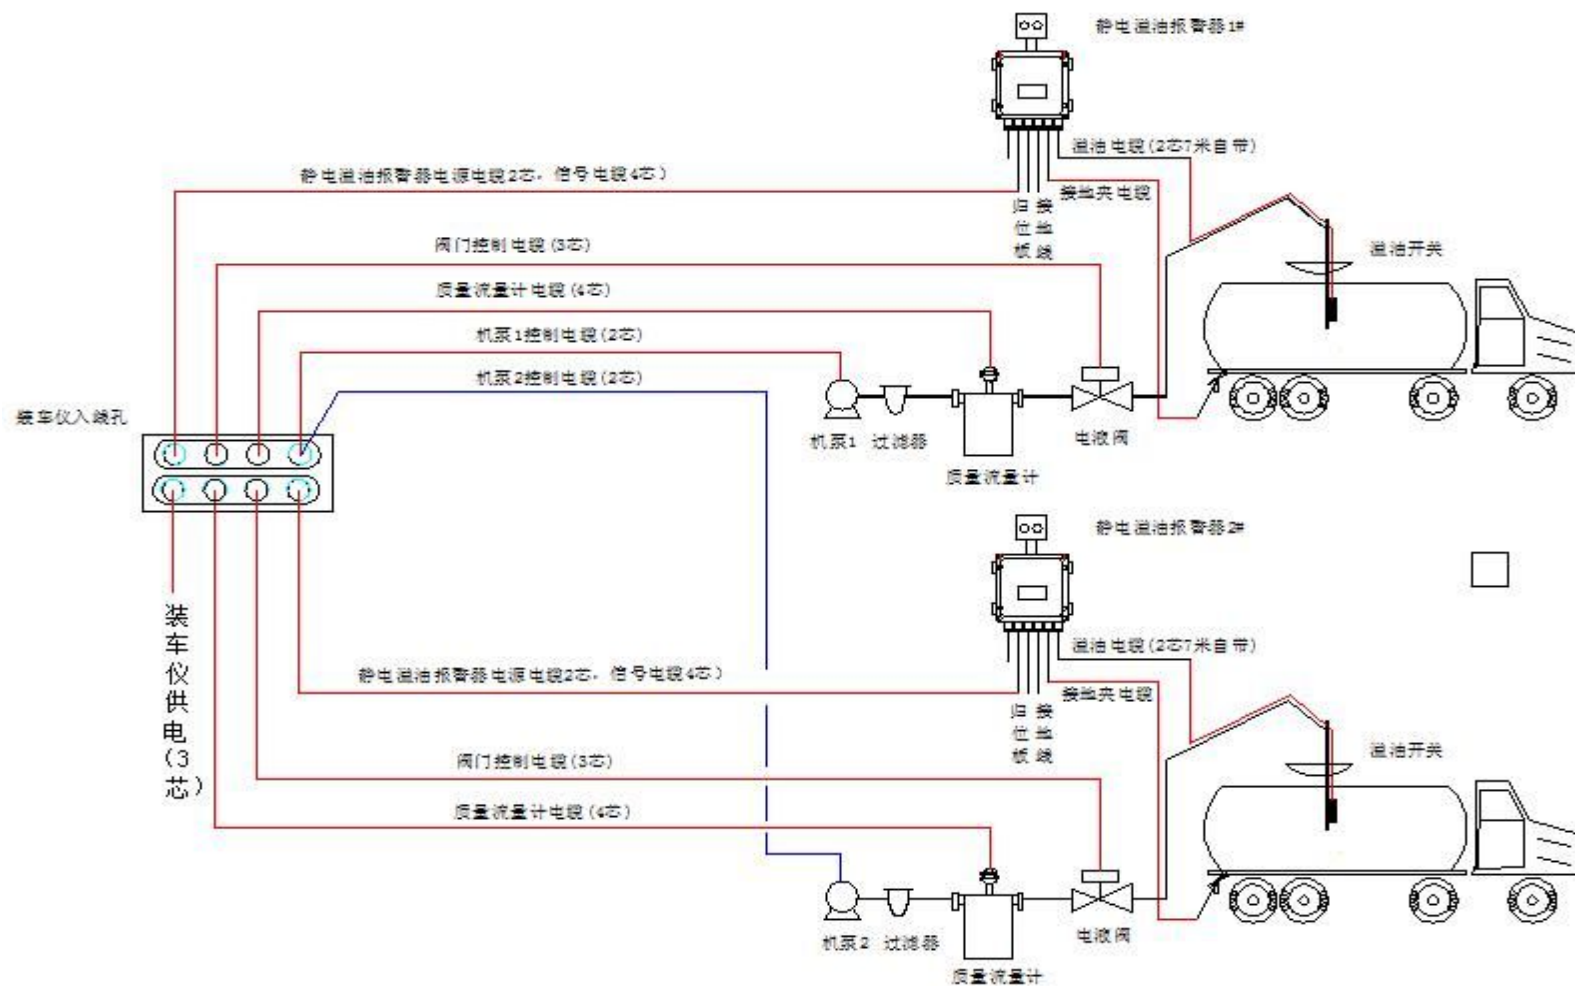 静电溢油报警器1#
溢油电缆(2芯7米自带)
静电溢油报警器电源电缆2芯，信号电缆4芯)
接地夹电缆
归位板
接地线
阀门控制电缆(3芯)
溢油开关
质量流量计电缆(4芯)
机泵1控制电缆(2芯)
机泵2控制电缆(2芯)
装车仪入线孔
机泵1
过滤器
电液阀
质量流量计
静电溢油报警器2#
装车仪供电(3芯)
溢油电缆(2芯7米自带)
静电溢油报警器电源电缆2芯，信号电缆4芯)
接地夹电缆
归位板
接地线
阀门控制电缆(3芯)
溢油开关
质量流量计电缆(4芯)
机泵2
过滤器
电液阀
质量流量计